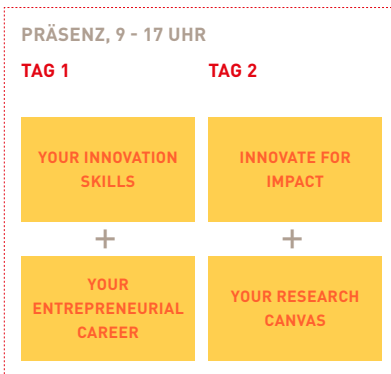 PRÄSENZ, 9 - 17 UHR
TAG 1
TAG 2
YOUR INNOVATION
SKILLS
INNOVATE FOR
IMPACT
+
+
YOUR
ENTREPRENEURIAL
CAREER
YOUR RESEARCH
CANVAS